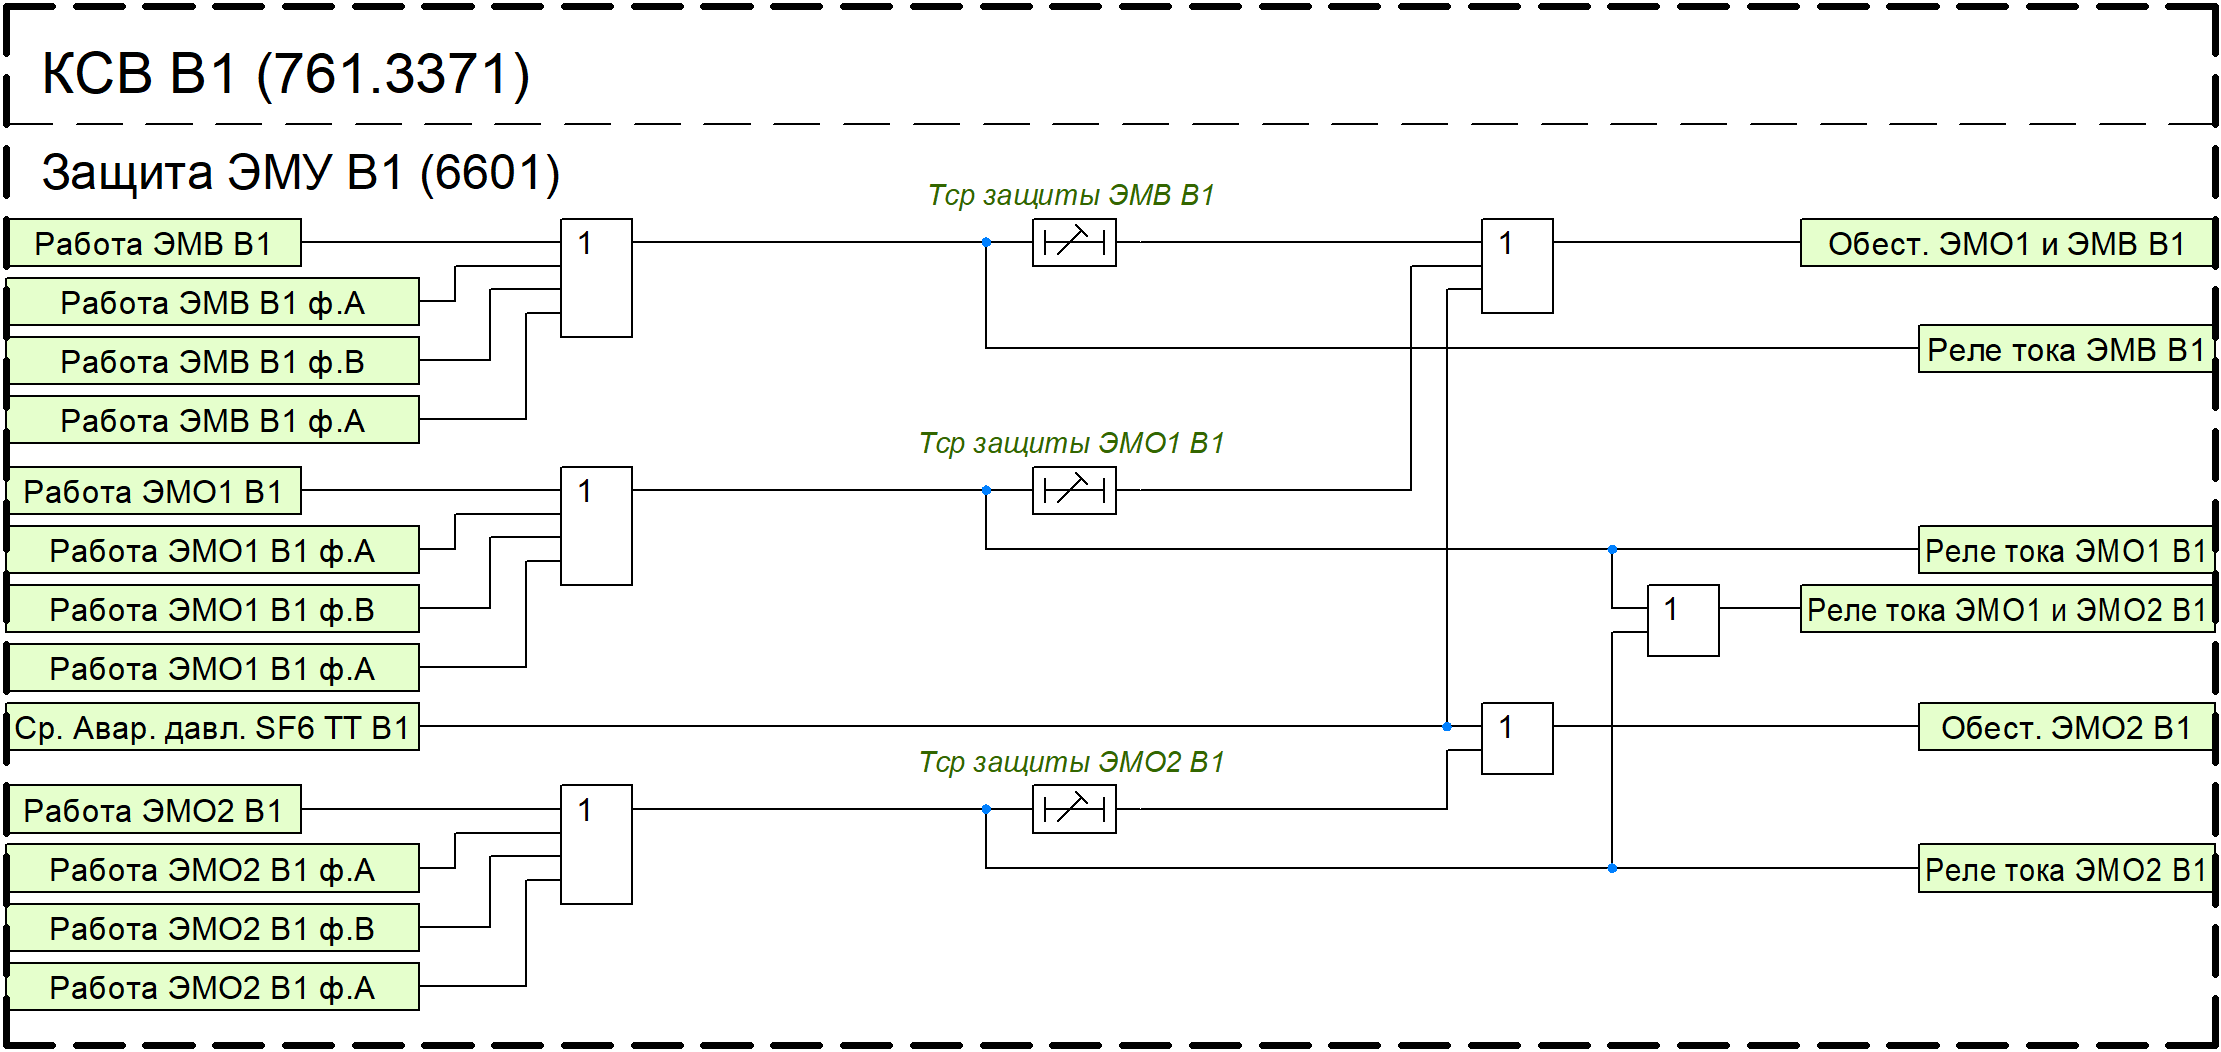 КСВ В1 (761.3371)
Защита ЭМУ В1 (6601)
Тср защиты ЭМВ В1
Работа ЭМВ В1
1
1
Обест. ЭМО1 и ЭМВ В1
Работа ЭМВ В1 ф.А
Работа ЭМВ В1 ф.В
Реле тока ЭМВ В1
Работа ЭМВ В1 ф.А
Тср защиты ЭМО1 В1
Работа ЭМО1 В1
1
Работа ЭМО1 В1 ф.А
Реле тока ЭМО1 В1
Работа ЭМО1 В1 ф.В
1
Реле тока ЭМО1 и ЭМО2 В1
Работа ЭМО1 В1 ф.А
Ср. Авар. давл. SF6 ТТ В1
1
Обест. ЭМО2 В1
Тср защиты ЭМО2 В1
Работа ЭМО2 В1
1
Работа ЭМО2 В1 ф.А
Реле тока ЭМО2 В1
Работа ЭМО2 В1 ф.В
Работа ЭМО2 В1 ф.А